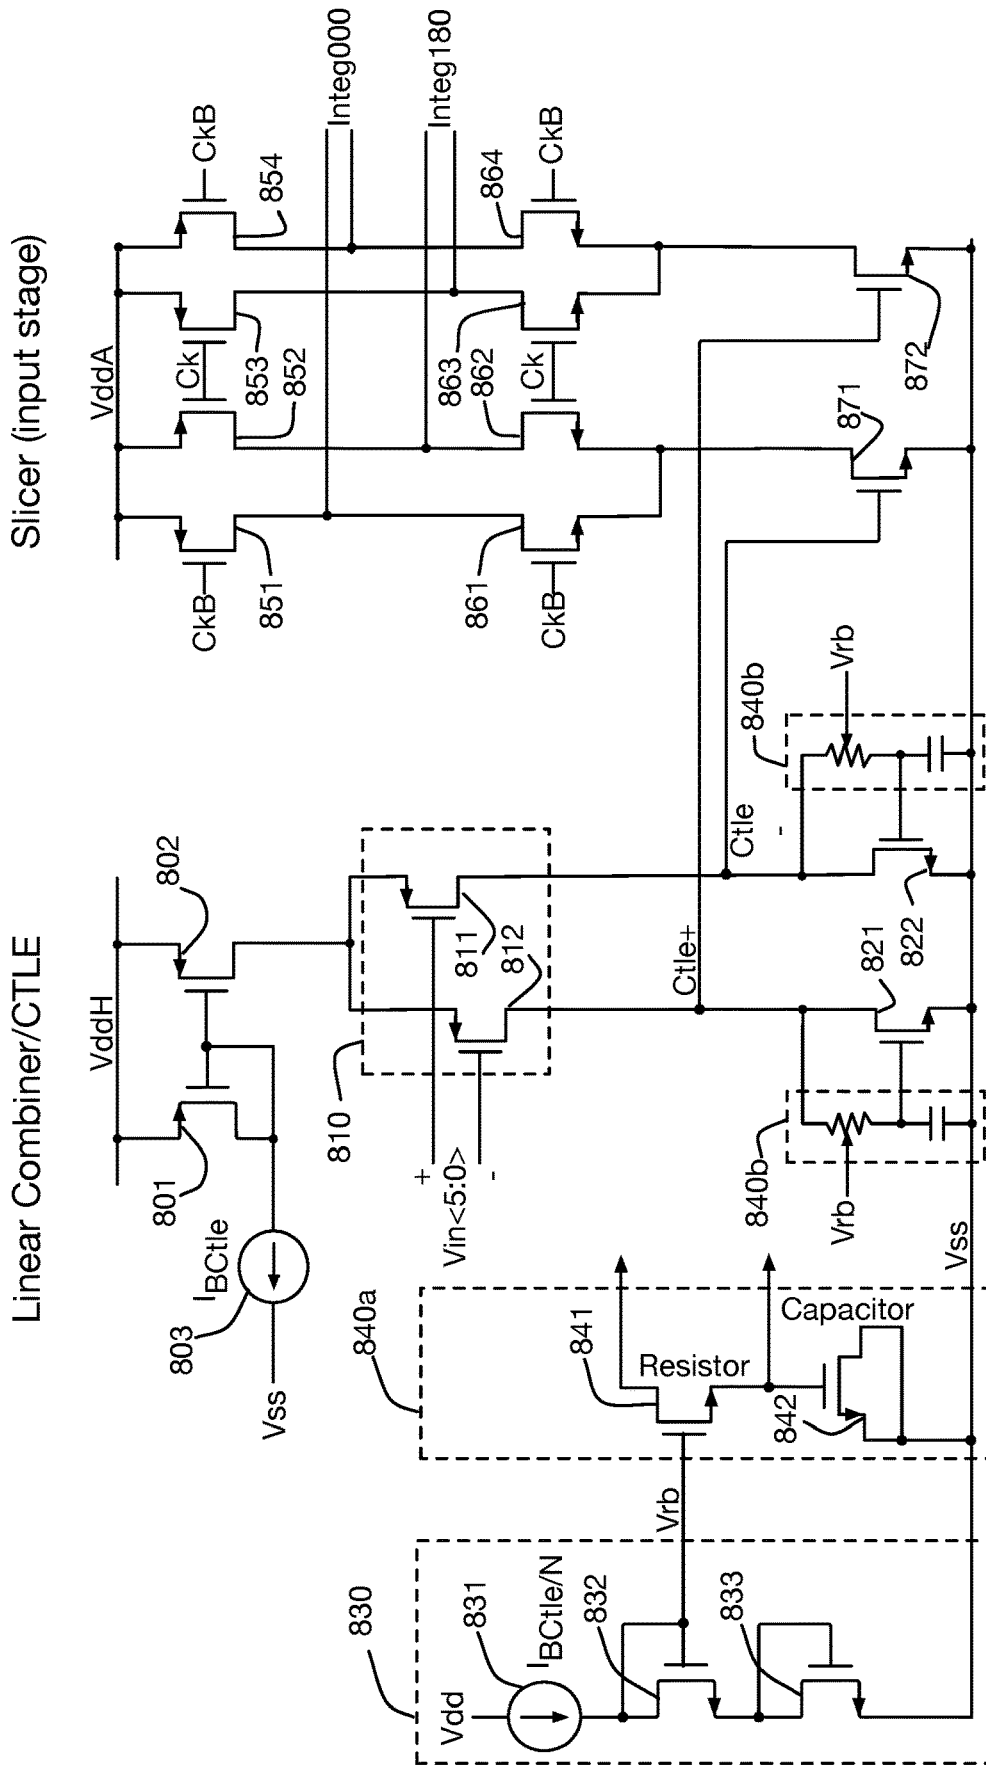 Linear Combiner/CTLE
Slicer (input stage)
VddH
VddA
801
802
803
IBCtle
Vss
810
811
812
+
Vin<5:0>
-
Ctle+
Ctle
-
821
822
840b
Vrb
840b
Vrb
Vss
830
Vdd
831
IBCtle/N
832
833
Vrb
840a
841
Resistor
Capacitor
842
CkB
851
852
Ck
853
854
CkB
Integ000
Integ180
CkB
861
862
Ck
863
864
CkB
871
872